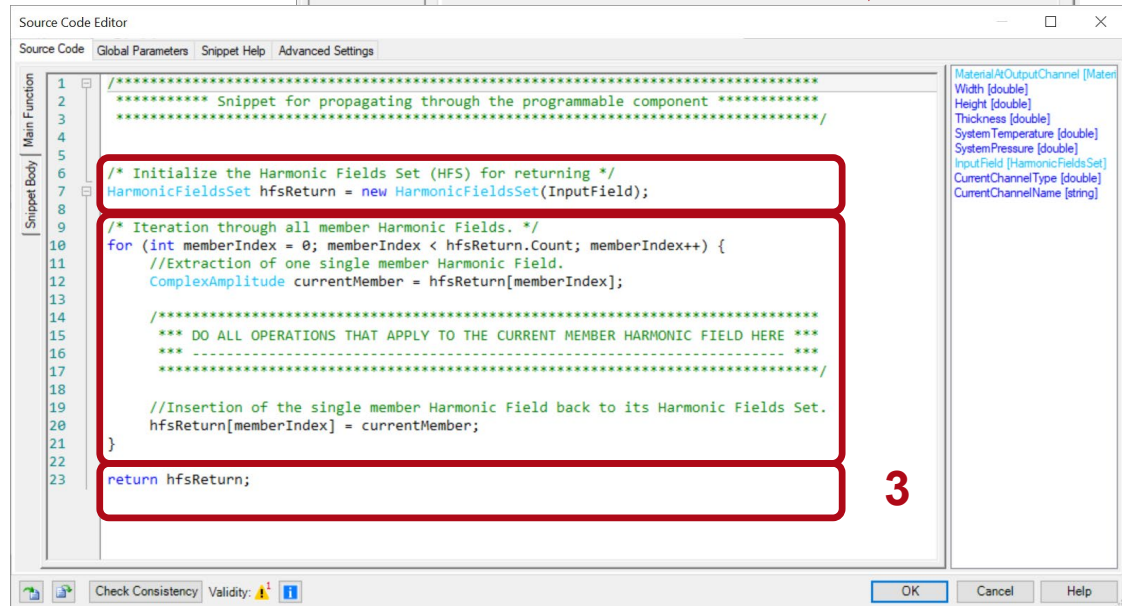 Source Code Editor
Source Code Global Parameters Snippet Help Advanced Settings
Main Function
Snippet Body
1 /***********************************************************************************
2 *********** Snippet for propagating through the programmable component ************
3 ***********************************************************************************/
4
5
6 /* Initialize the Harmonic Fields Set (HFS) for returning */
7 HarmonicFieldsSet hfsReturn = new HarmonicFieldsSet(InputField);
8
9 /* Iteration through all member Harmonic Fields. */
10 for (int memberIndex = 0; memberIndex < hfsReturn.Count; memberIndex++) {
11 //Extraction of one single member Harmonic Field.
12 ComplexAmplitude currentMember = hfsReturn[memberIndex];
13
14 /******************************************************************************
15 *** DO ALL OPERATIONS THAT APPLY TO THE CURRENT MEMBER HARMONIC FIELD HERE ***
16 *** ---------------------------------------------------------------------- ***
17 ******************************************************************************/
18
19 //Insertion of the single member Harmonic Field back to its Harmonic Fields Set.
20 hfsReturn[memberIndex] = currentMember;
21 }
22
23 return hfsReturn;
3
MaterialAtOutputChannel [Materi
Width [double]
Height [double]
Thickness [double]
SystemTemperature [double]
SystemPressure [double]
InputField [HarmonicFieldsSet]
CurrentChannelType [double]
CurrentChannelName [string]
Check Consistency Validity: 1 OK Cancel Help